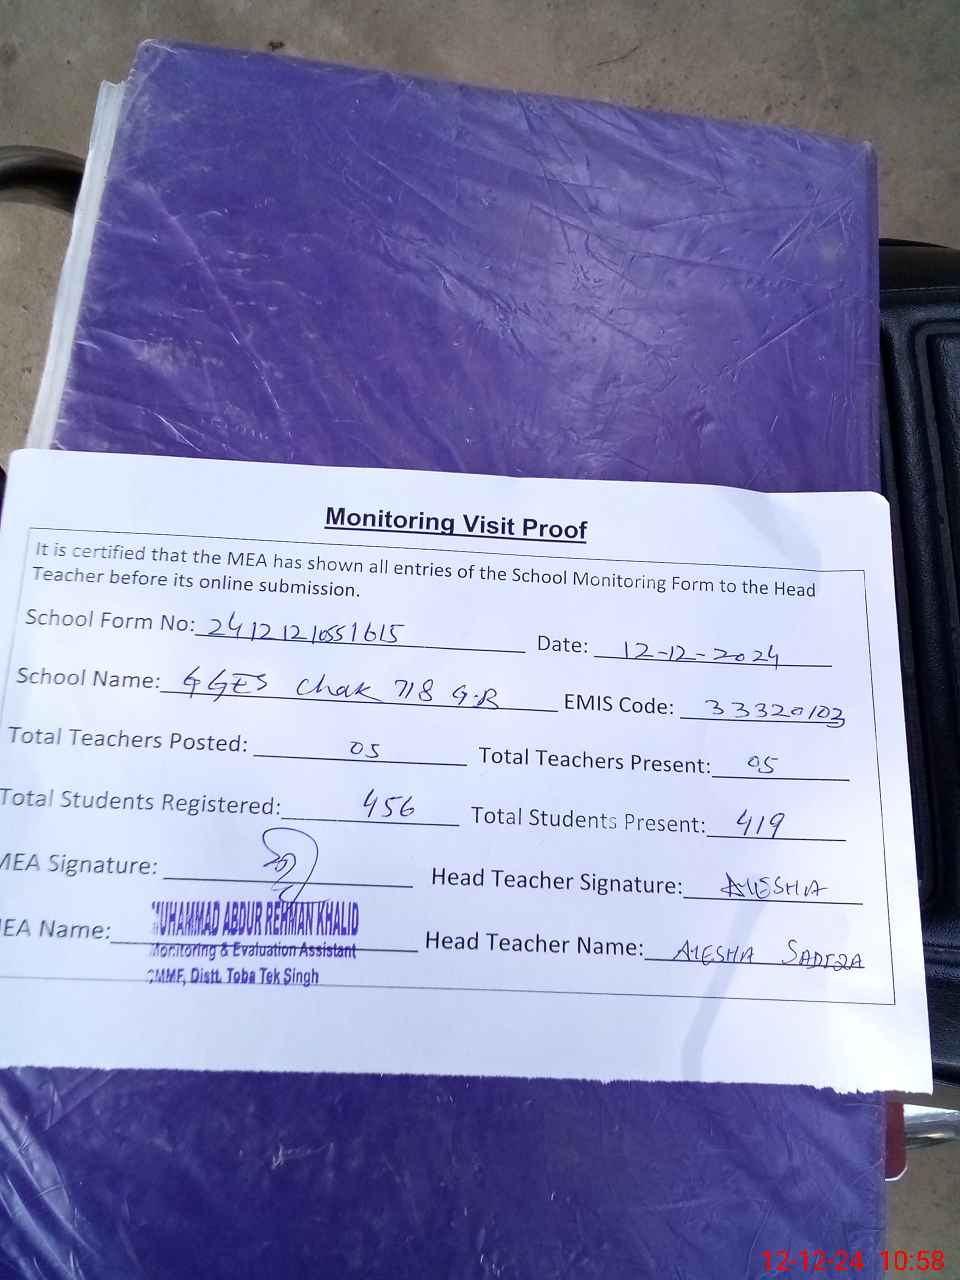 Monitoring Visit Proof
It is certified that the MEA has shown all entries of the School Monitoring Form to the Head
Teacher before its online submission.
School Form No: 24121210551615 Date: 12-12-2024
School Name: GGES Chak 718 G.B EMIS Code: 33320103
Total Teachers Posted: 05 Total Teachers Present: 05
Total Students Registered: 456 Total Students Present: 419
MEA Signature: Head Teacher Signature: AIESHA
MEA Name: MUHAMMAD ABDUR REHMAN KHALID Head Teacher Name: AIESHA
Monitoring & Evaluation Assistant
CMMF, Distt. Toba Tek Singh
12-12-24 10:58